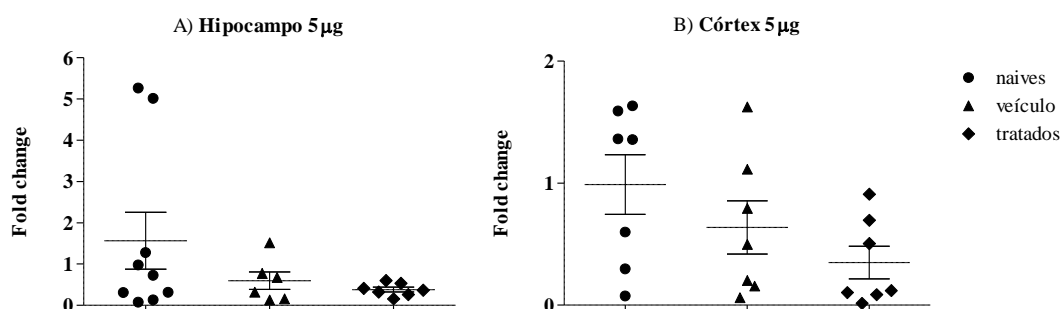 A) Hipocampo 5µg
Fold change
6
5
4
3
2
1
0
B) Córtex 5µg
Fold change
2
1
0
naives
veículo
tratados